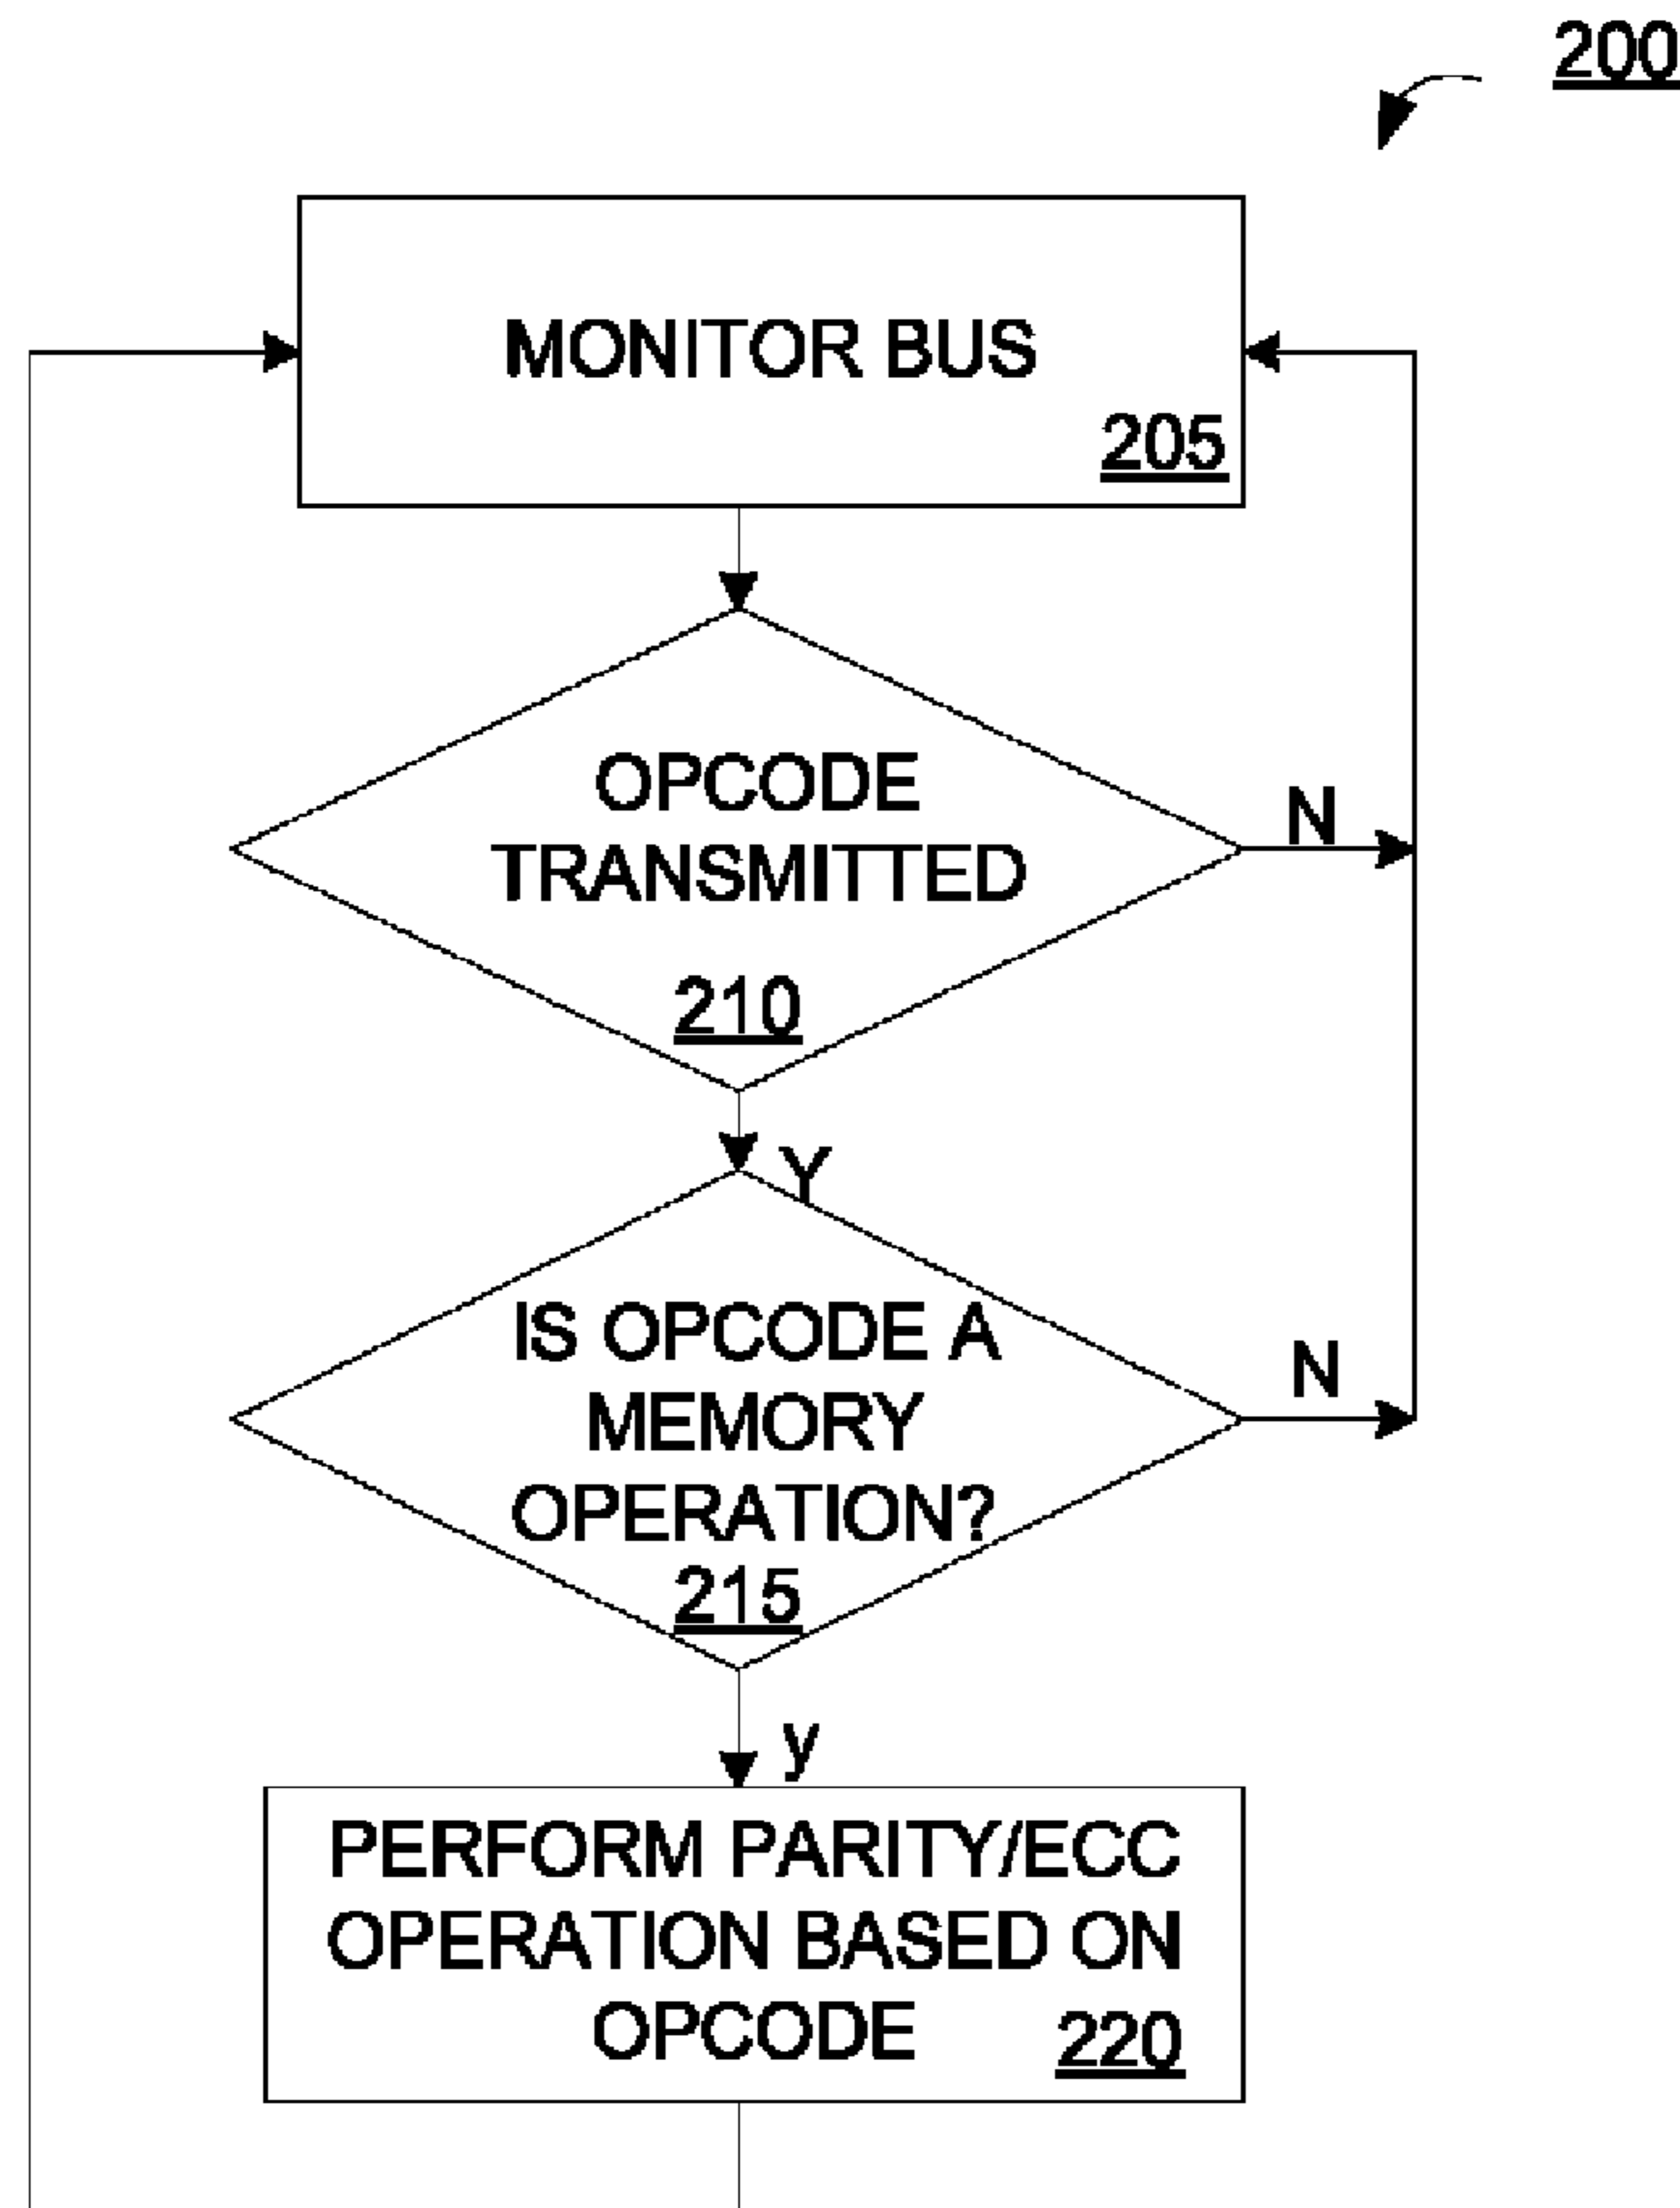 200
MONITOR BUS
205
OPCODE
TRANSMITTED
N
210
Y
IS OPCODE A
MEMORY
N
OPERATION?
215
y
PERFORM PARITY/ECC
OPERATION BASED ON
OPCODE 220